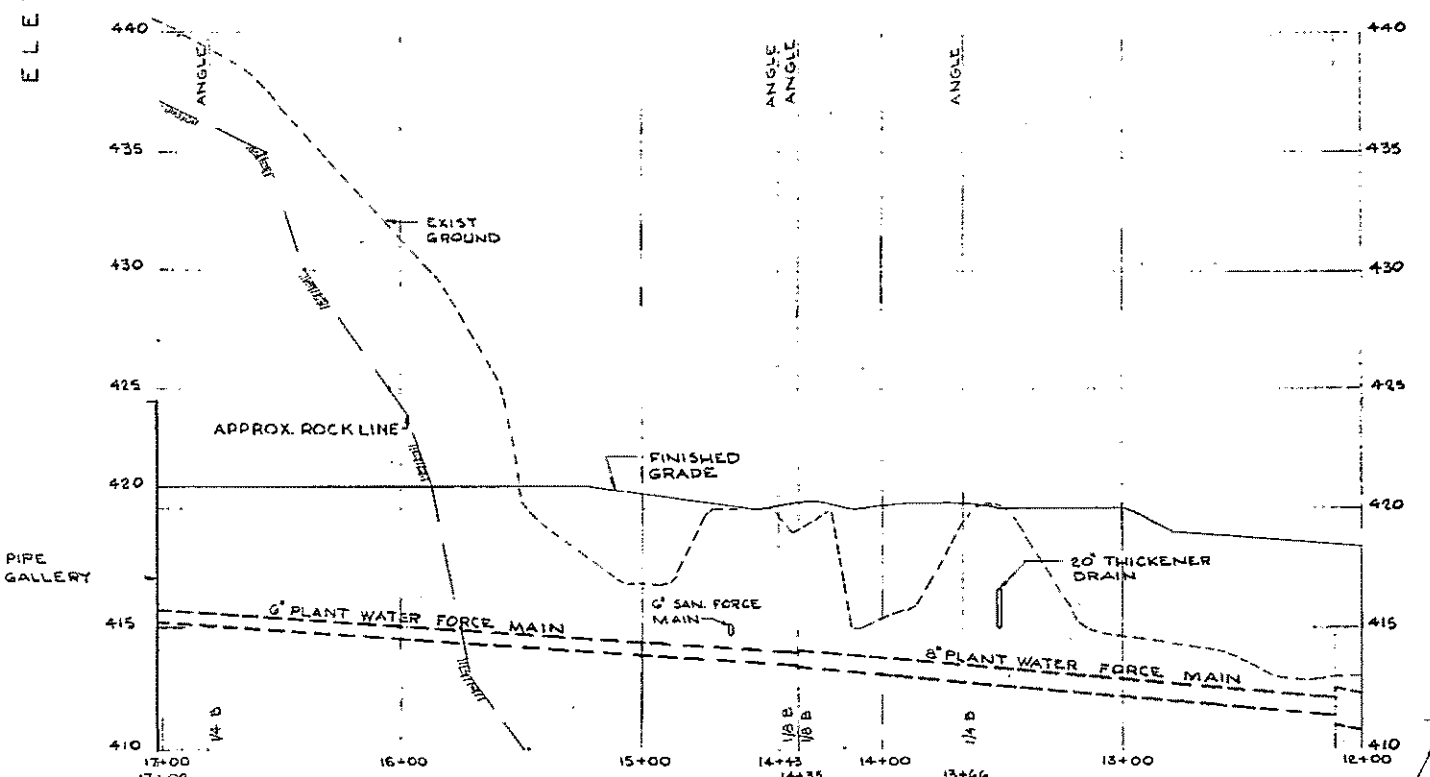 ELE
440
440
ANGLE
ANGLE
ANGLE
ANGLE
435
435
EXIST
GROUND
430
430
425
425
APPROX. ROCK LINE
FINISHED
GRADE
420
420
PIPE
GALLERY
20" THICKENER
DRAIN
6" PLANT WATER FORCE MAIN
6" SAN. FORCE
MAIN
415
415
8" PLANT WATER FORCE MAIN
1/4 B
1/8 B
1/8 B
1/4 B
410
410
17+00
16+00
15+00
14+43
14+35
14+00
13+66
13+00
12+00